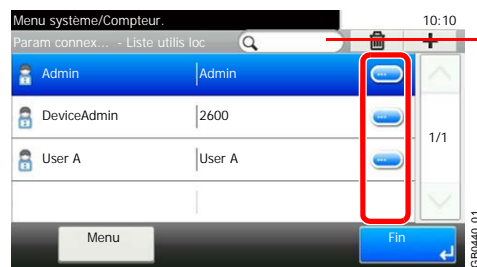 Menu système/Compteur. 10:10
Param connex... - Liste utilis loc
Admin Admin
DeviceAdmin 2600
1/1
User A User A
Menu Fin
GB0440_01